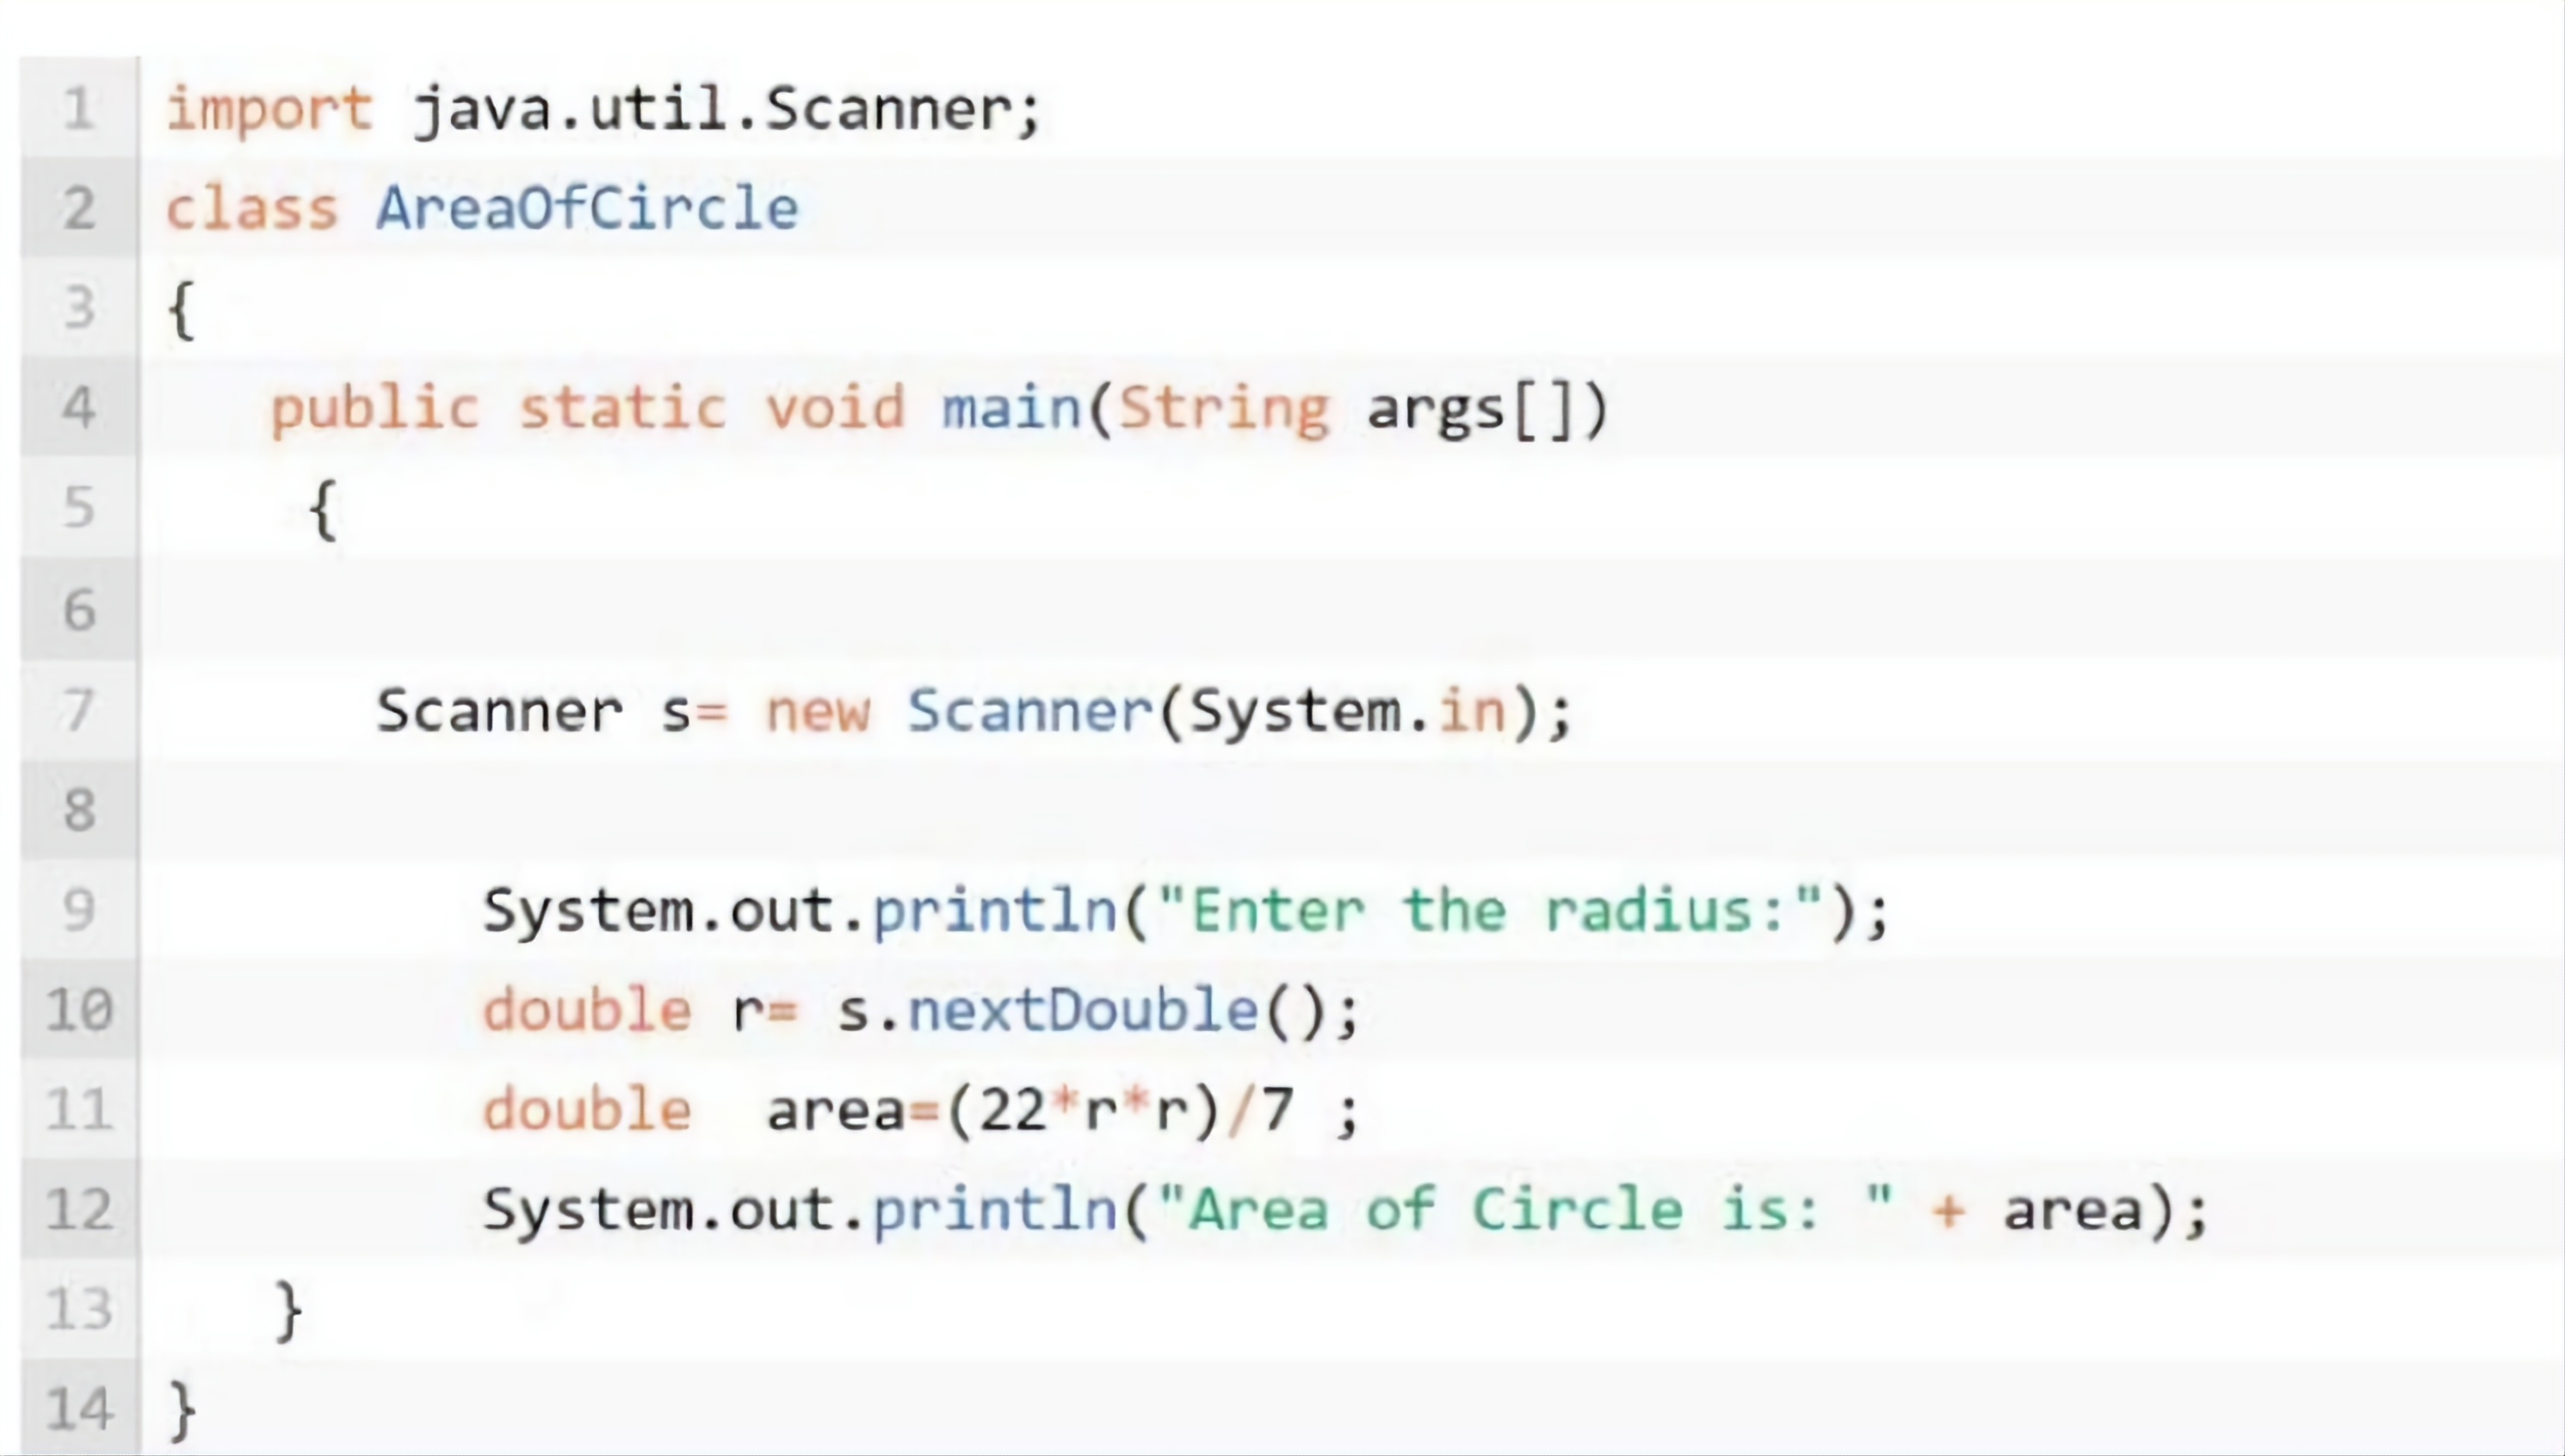 1 import java.util.Scanner;
2 class AreaOfCircle
3 {
4    public static void main(String args[])
5     {
6
7       Scanner s= new Scanner(System.in);
8
9          System.out.println("Enter the radius:");
10          double r= s.nextDouble();
11          double  area=(22*r*r)/7 ;
12          System.out.println("Area of Circle is: " + area);
13    }
14 }